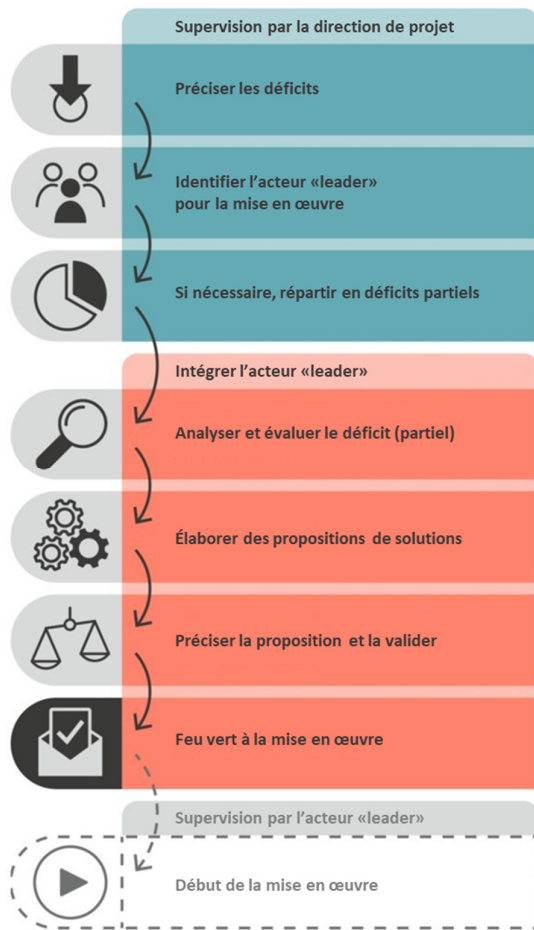 Supervision par la direction de projet
Préciser les déficits
Identifier l’acteur «leader»
pour la mise en œuvre
Si nécessaire, répartir en déficits partiels
Intégrer l’acteur «leader»
Analyser et évaluer le déficit (partiel)
Élaborer des propositions de solutions
Préciser la proposition et la valider
Feu vert à la mise en œuvre
Supervision par l’acteur «leader»
Début de la mise en œuvre